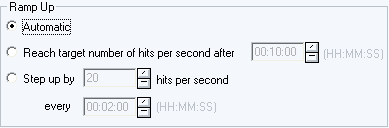 Ramp Up
Automatic
Reach target number of hits per second after 00:10:00 (HH:MM:SS)
Step up by 20 hits per second
every 00:02:00 (HH:MM:SS)